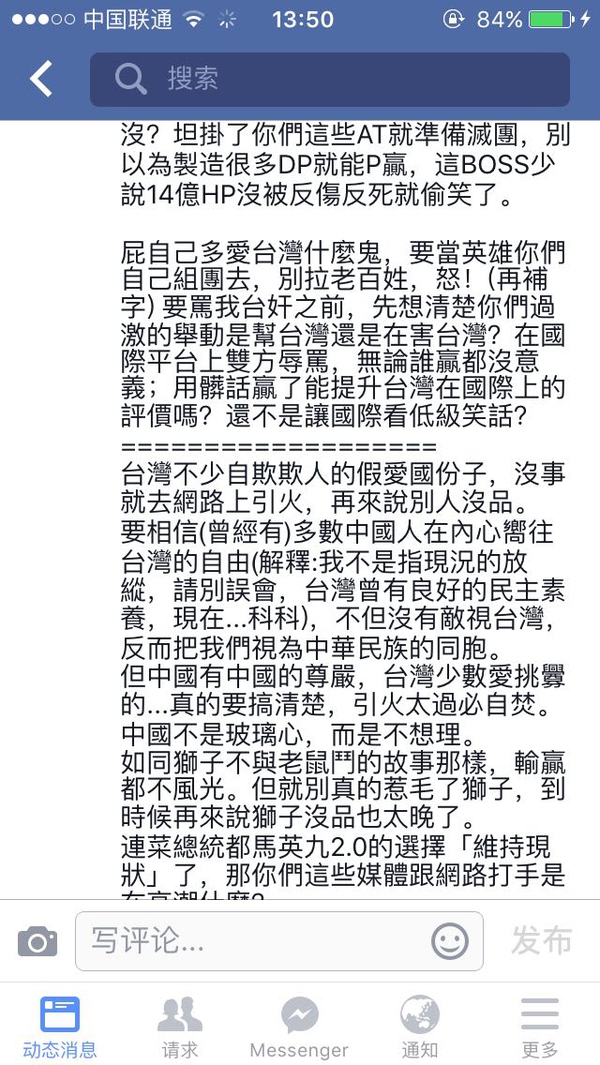 ●●●○○ 中国联通 13:50 84%
搜索
沒？坦掛了你們這些AT就準備滅團，別
以為製造很多DP就能P贏，這BOSS少
說14億HP沒被反傷反死就偷笑了。
屁自己多愛台灣什麼鬼，要當英雄你們
自己組團去，別拉老百姓，怒！(再補
字) 要罵我台奸之前，先想清楚你們過
激的舉動是幫台灣還是在害台灣？在國
際平台上雙方辱罵，無論誰贏都沒意
義；用髒話贏了能提升台灣在國際上的
評價嗎？還不是讓國際看低級笑話？
===================
台灣不少自欺欺人的假愛國份子，沒事
就去網路上引火，再來說別人沒品。
要相信(曾經有)多數中國人在內心嚮往
台灣的自由(解釋:我不是指現況的放
縱，請別誤會，台灣曾有良好的民主素
養，現在...科科)，不但沒有敵視台灣，
反而把我們視為中華民族的同胞。
但中國有中國的尊嚴，台灣少數愛挑釁
的...真的要搞清楚，引火太過必自焚。
中國不是玻璃心，而是不想理。
如同獅子不與老鼠鬥的故事那樣，輸贏
都不風光。但就別真的惹毛了獅子，到
時候再來說獅子沒品也太晚了。
連菜總統都馬英九2.0的選擇「維持現
狀」了，那你們這些媒體跟網路打手是
写评论... 发布
动态消息 请求 Messenger 通知 更多